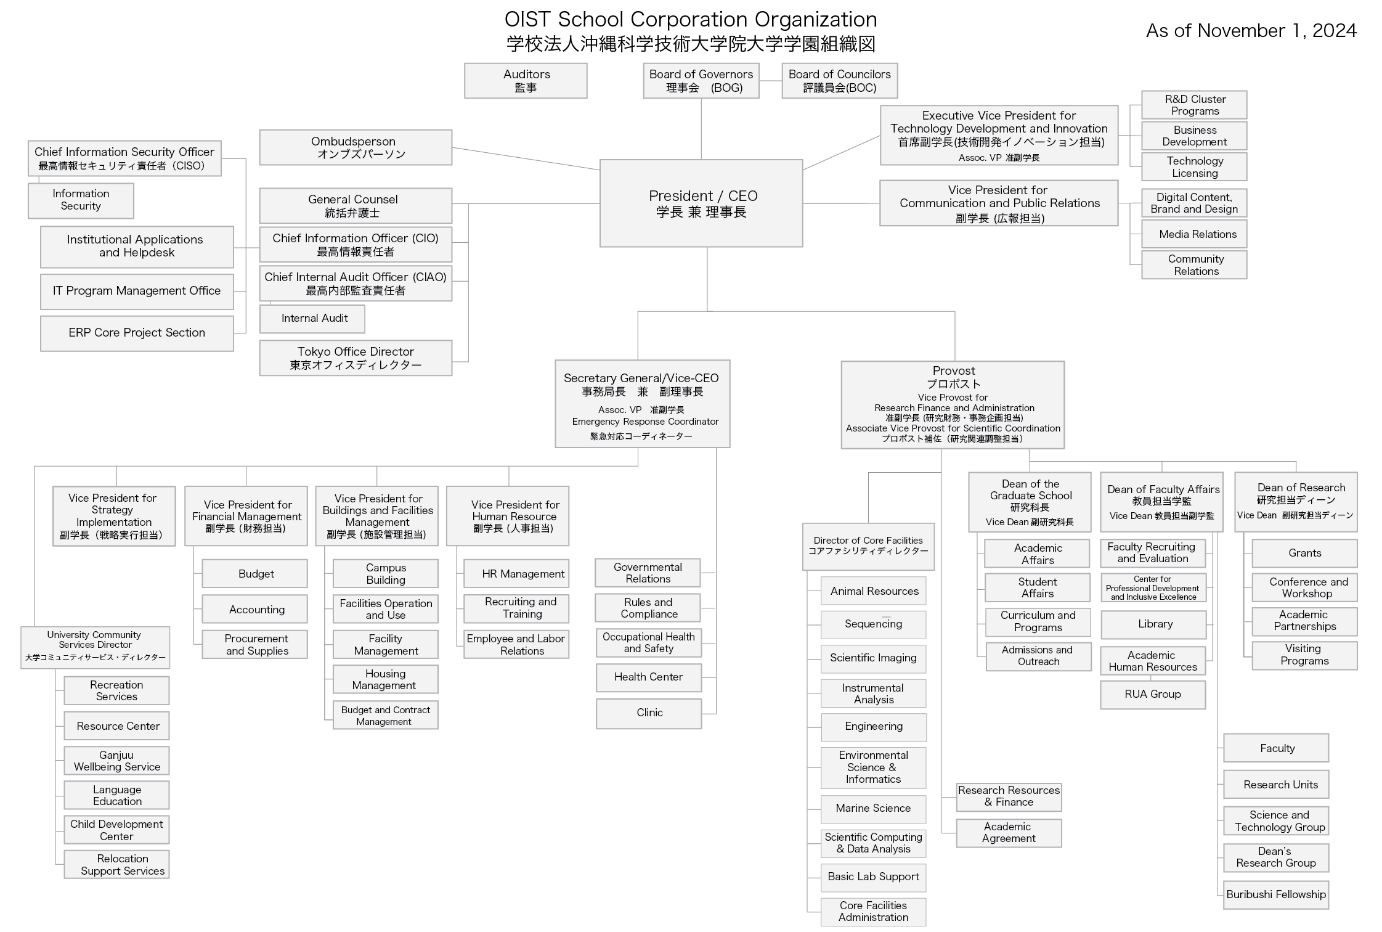 OIST School Corporation Organization
学校法人沖縄科学技術大学院大学学園組織図
As of November 1, 2024
Auditors
監事
Board of Governors
理事会　(BOG)
Board of Councilors
評議員会(BOC)
Executive Vice President for
Technology Development and Innovation
首席副学長(技術開発イノベーション担当)
Assoc. VP 准副学長
R&D Cluster
Programs
Business
Development
Technology
Licensing
Ombudsperson
オンブズパーソン
Chief Information Security Officer
最高情報セキュリティ責任者（CISO）
Information
Security
President / CEO
学長 兼 理事長
Vice President for
Communication and Public Relations
副学長 (広報担当)
Digital Content,
Brand and Design
Media Relations
Community
Relations
General Counsel
統括弁護士
Chief Information Officer (CIO)
最高情報責任者
Institutional Applications
and Helpdesk
IT Program Management Office
ERP Core Project Section
Chief Internal Audit Officer (CIAO)
最高内部監査責任者
Internal Audit
Tokyo Office Director
東京オフィスディレクター
Secretary General/Vice-CEO
事務局長　兼　副理事長
Assoc. VP　准副学長
Emergency Response Coordinator
緊急対応コーディネーター
Provost
プロボスト
Vice Provost for
Research Finance and Administration
准副学長 (研究財務・事務企画担当)
Associate Vice Provost for Scientific Coordination
プロボスト補佐（研究関連調整担当）
Vice President for
Strategy
Implementation
副学長（戦略実行担当）
Vice President for
Financial Management
副学長 (財務担当)
Budget
Accounting
Procurement
and Supplies
Vice President for
Buildings and Facilities
Management
副学長 (施設管理担当)
Campus
Building
Facilities Operation
and Use
Facility
Management
Housing
Management
Budget and Contract
Management
Vice President for
Human Resource
副学長 (人事担当)
HR Management
Recruiting and
Training
Employee and Labor
Relations
Governmental
Relations
Rules and
Compliance
Occupational Health
and Safety
Health Center
Clinic
University Community
Services Director
大学コミュニティサービス・ディレクター
Recreation
Services
Resource Center
Ganjuu
Wellbeing Service
Language
Education
Child Development
Center
Relocation
Support Services
Director of Core Facilities
コアファシリティディレクター
Animal Resources
Sequencing
Scientific Imaging
Instrumental
Analysis
Engineering
Environmental
Science &
Informatics
Marine Science
Scientific Computing
& Data Analysis
Basic Lab Support
Core Facilities
Administration
Research Resources
& Finance
Academic
Agreement
Dean of the
Graduate School
研究科長
Vice Dean 副研究科長
Academic
Affairs
Student
Affairs
Curriculum and
Programs
Admissions and
Outreach
Dean of Faculty Affairs
教員担当学監
Vice Dean 教員担当副学監
Faculty Recruiting
and Evaluation
Center for
Professional Development
and Inclusive Excellence
Library
Academic
Human Resources
RUA Group
Dean of Research
研究担当ディーン
Vice Dean　副研究担当ディーン
Grants
Conference and
Workshop
Academic
Partnerships
Visiting
Programs
Faculty
Research Units
Science and
Technology Group
Dean's
Research Group
Buribushi Fellowship